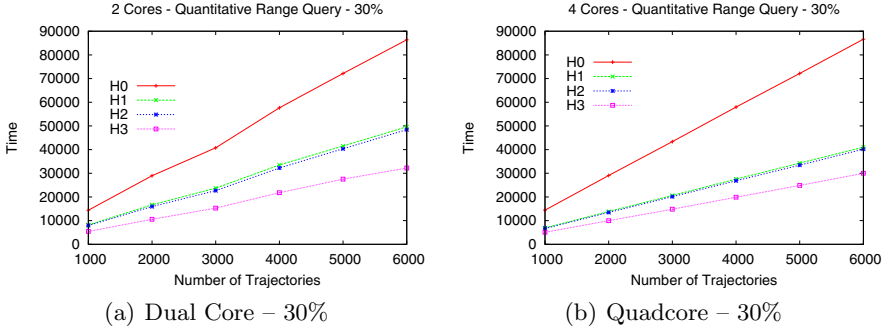 2 Cores - Quantitative Range Query - 30%
90000
80000
70000
60000
50000
40000
30000
20000
10000
0
Time
H0
H1
H2
H3
1000 2000 3000 4000 5000 6000
Number of Trajectories
(a) Dual Core – 30%
4 Cores - Quantitative Range Query - 30%
90000
80000
70000
60000
50000
40000
30000
20000
10000
0
Time
H0
H1
H2
H3
1000 2000 3000 4000 5000 6000
Number of Trajectories
(b) Quadcore – 30%